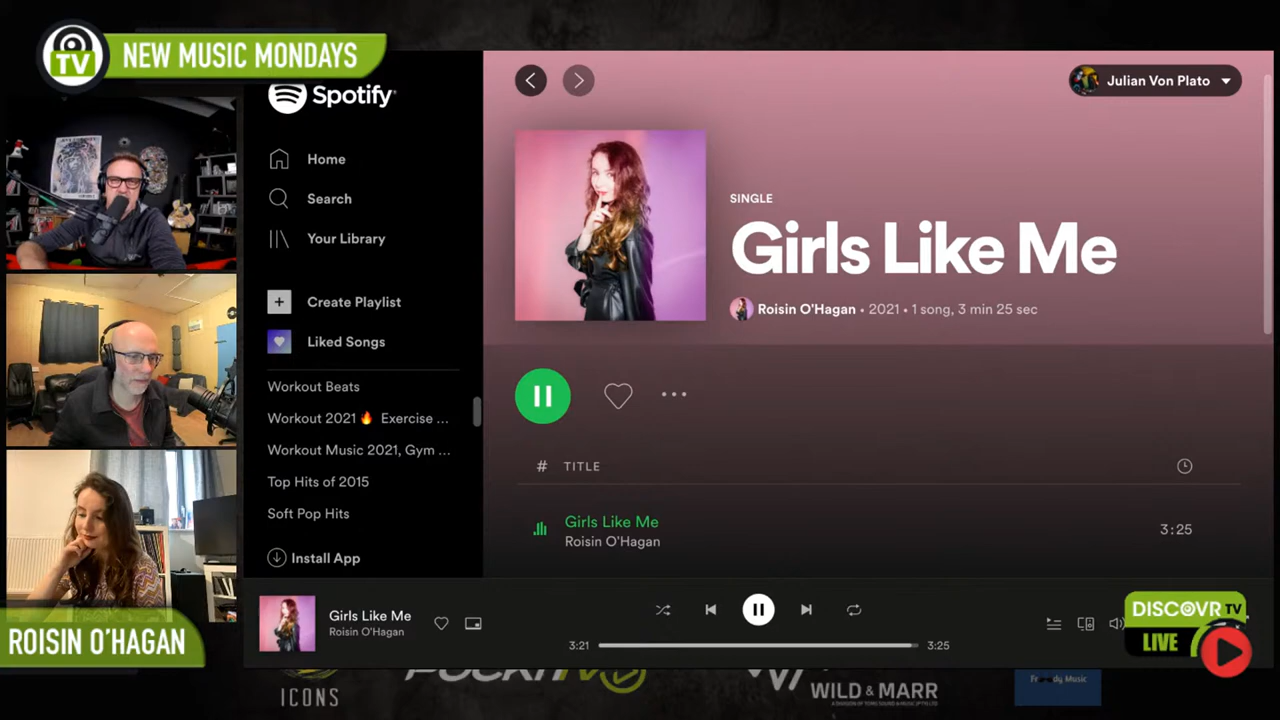 TV
NEW MUSIC MONDAYS
Spotify
Home
Search
Your Library
Create Playlist
Liked Songs
Workout Beats
Workout 2021🔥 Exercise ...
Workout Music 2021, Gym ...
Top Hits of 2015
Soft Pop Hits
Install App
Julian Von Plato
SINGLE
Girls Like Me
Roisin O'Hagan • 2021 • 1 song, 3 min 25 sec
# TITLE
Girls Like Me
3:25
Roisin O'Hagan
Girls Like Me
Roisin O'Hagan
3:21
3:25
DISCOVR TV
LIVE
ROISIN O'HAGAN
ICONS
WILD & MARR